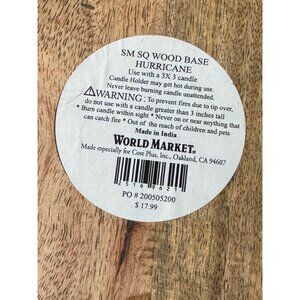 SM SQ WOOD BASE
HURRICANE
Use with a 3X 3 candle
Candle Holder may get hot during use.
Never leave burning candle unattended.
⚠WARNING : To prevent fires due to tip over,
do not use with a candle greater than 3 inches tall
* Burn candle within sight * Never on or near anything that
can catch fire * Out of the reach of children and pets
Made in India
WORLD MARKET®
Made especially for Cost Plus, Inc., Oakland, CA 94607
PO # 200505200
$ 17.99